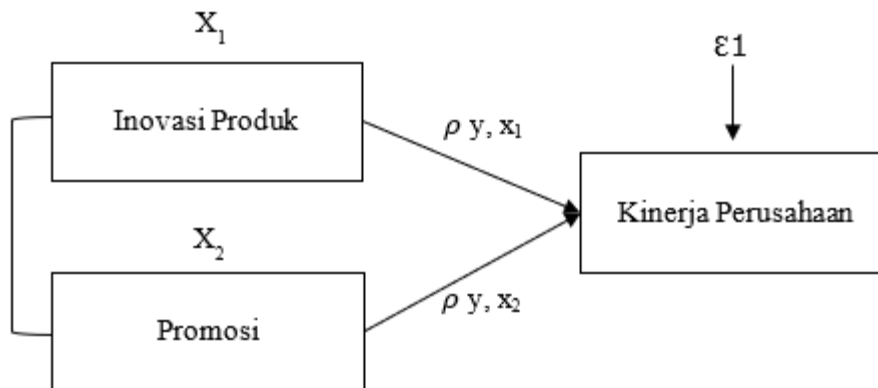 X₁
Inovasi Produk
ε1
ρ y, x₁
Kinerja Perusahaan
X₂
ρ y, x₂
Promosi